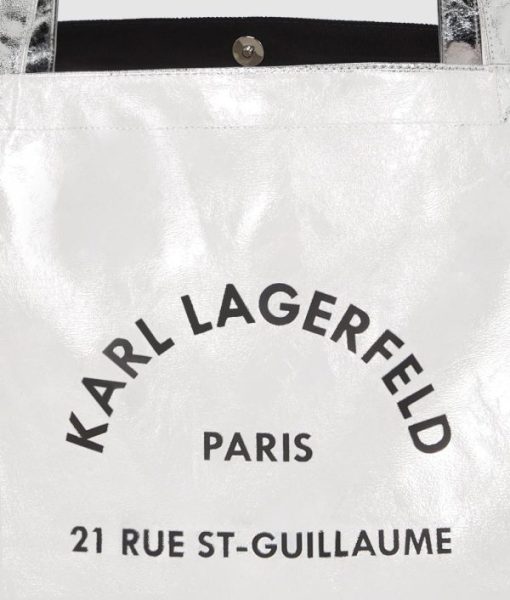 KARL LAGERFELD
PARIS
21 RUE ST-GUILLAUME